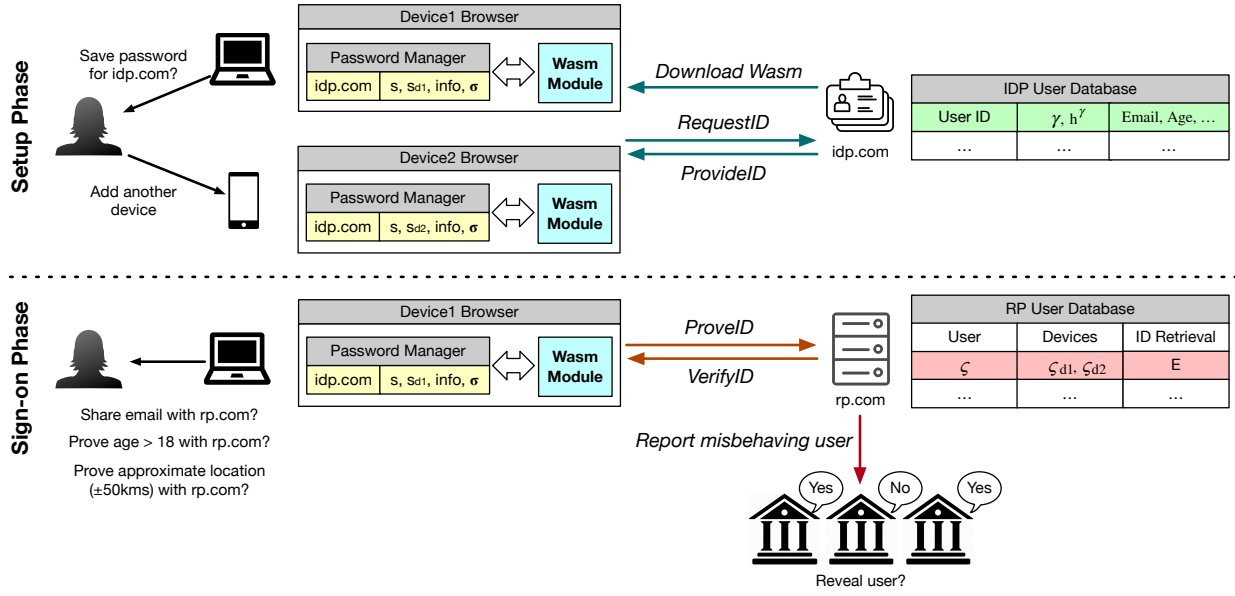 Setup Phase
Save password
for idp.com?
Add another
device
Device1 Browser
Password Manager
idp.com
s, sd1, info, σ
Wasm
Module
Device2 Browser
Password Manager
idp.com
s, sd2, info, σ
Wasm
Module
Download Wasm
RequestID
ProvideID
idp.com
IDP User Database
User ID
γ, hγ
Email, Age, ...
...
...
...
Sign-on Phase
Share email with rp.com?
Prove age > 18 with rp.com?
Prove approximate location
(±50kms) with rp.com?
Device1 Browser
Password Manager
idp.com
s, sd1, info, σ
Wasm
Module
ProveID
VerifyID
rp.com
RP User Database
User
Devices
ID Retrieval
ς
ςd1, ςd2
E
...
...
...
Report misbehaving user
Yes
No
Yes
Reveal user?